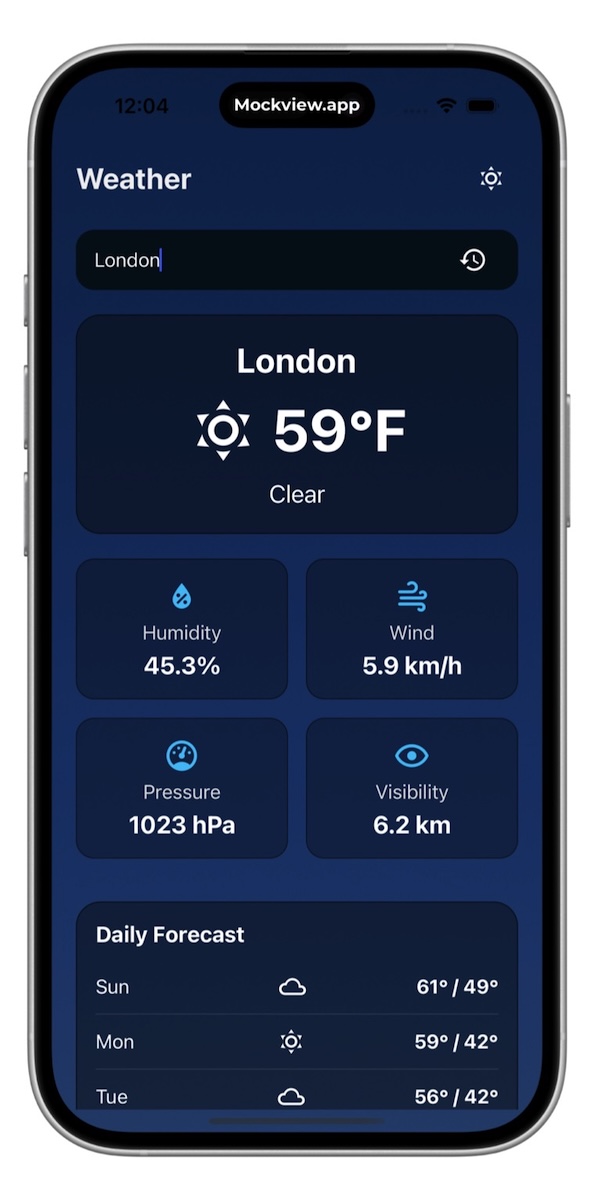 12:04
Mockview.app
Weather
London
London
59°F
Clear
Humidity
45.3%
Wind
5.9 km/h
Pressure
1023 hPa
Visibility
6.2 km
Daily Forecast
Sun 61° / 49°
Mon 59° / 42°
Tue 56° / 42°